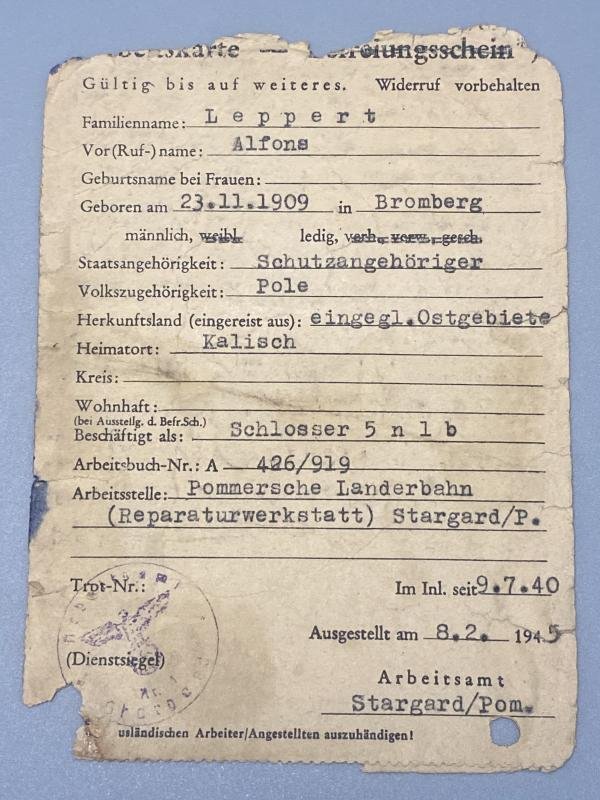 Gültig bis auf weiteres. Widerruf vorbehalten
Familienname: Leppert
Vor(Ruf-)name: Alfons
Geburtsname bei Frauen:
Geboren am 23.11.1909 in Bromberg
männlich, weibl. ledig, verh., verw., gesch.
Staatsangehörigkeit: Schutzangehöriger
Volkszugehörigkeit: Pole
Herkunftsland (eingereist aus): eingegl.Ostgebiete
Heimatort: Kalisch
Kreis:
Wohnhaft:
(bei Ausstellg. d. Befr.Sch.)
Beschäftigt als: Schlosser 5 n l b
Arbeitsbuch-Nr.: A 426/919
Arbeitsstelle: Pommersche Landerbahn
(Reparaturwerkstatt) Stargard/P.
Trpt-Nr.: Im Inl. seit 9.7.40
Ausgestellt am 8.2. 1945
(Dienstsiegel)
Arbeitsamt
Stargard/Pom.
Arbeiter/Angestellten auszuhändigen!